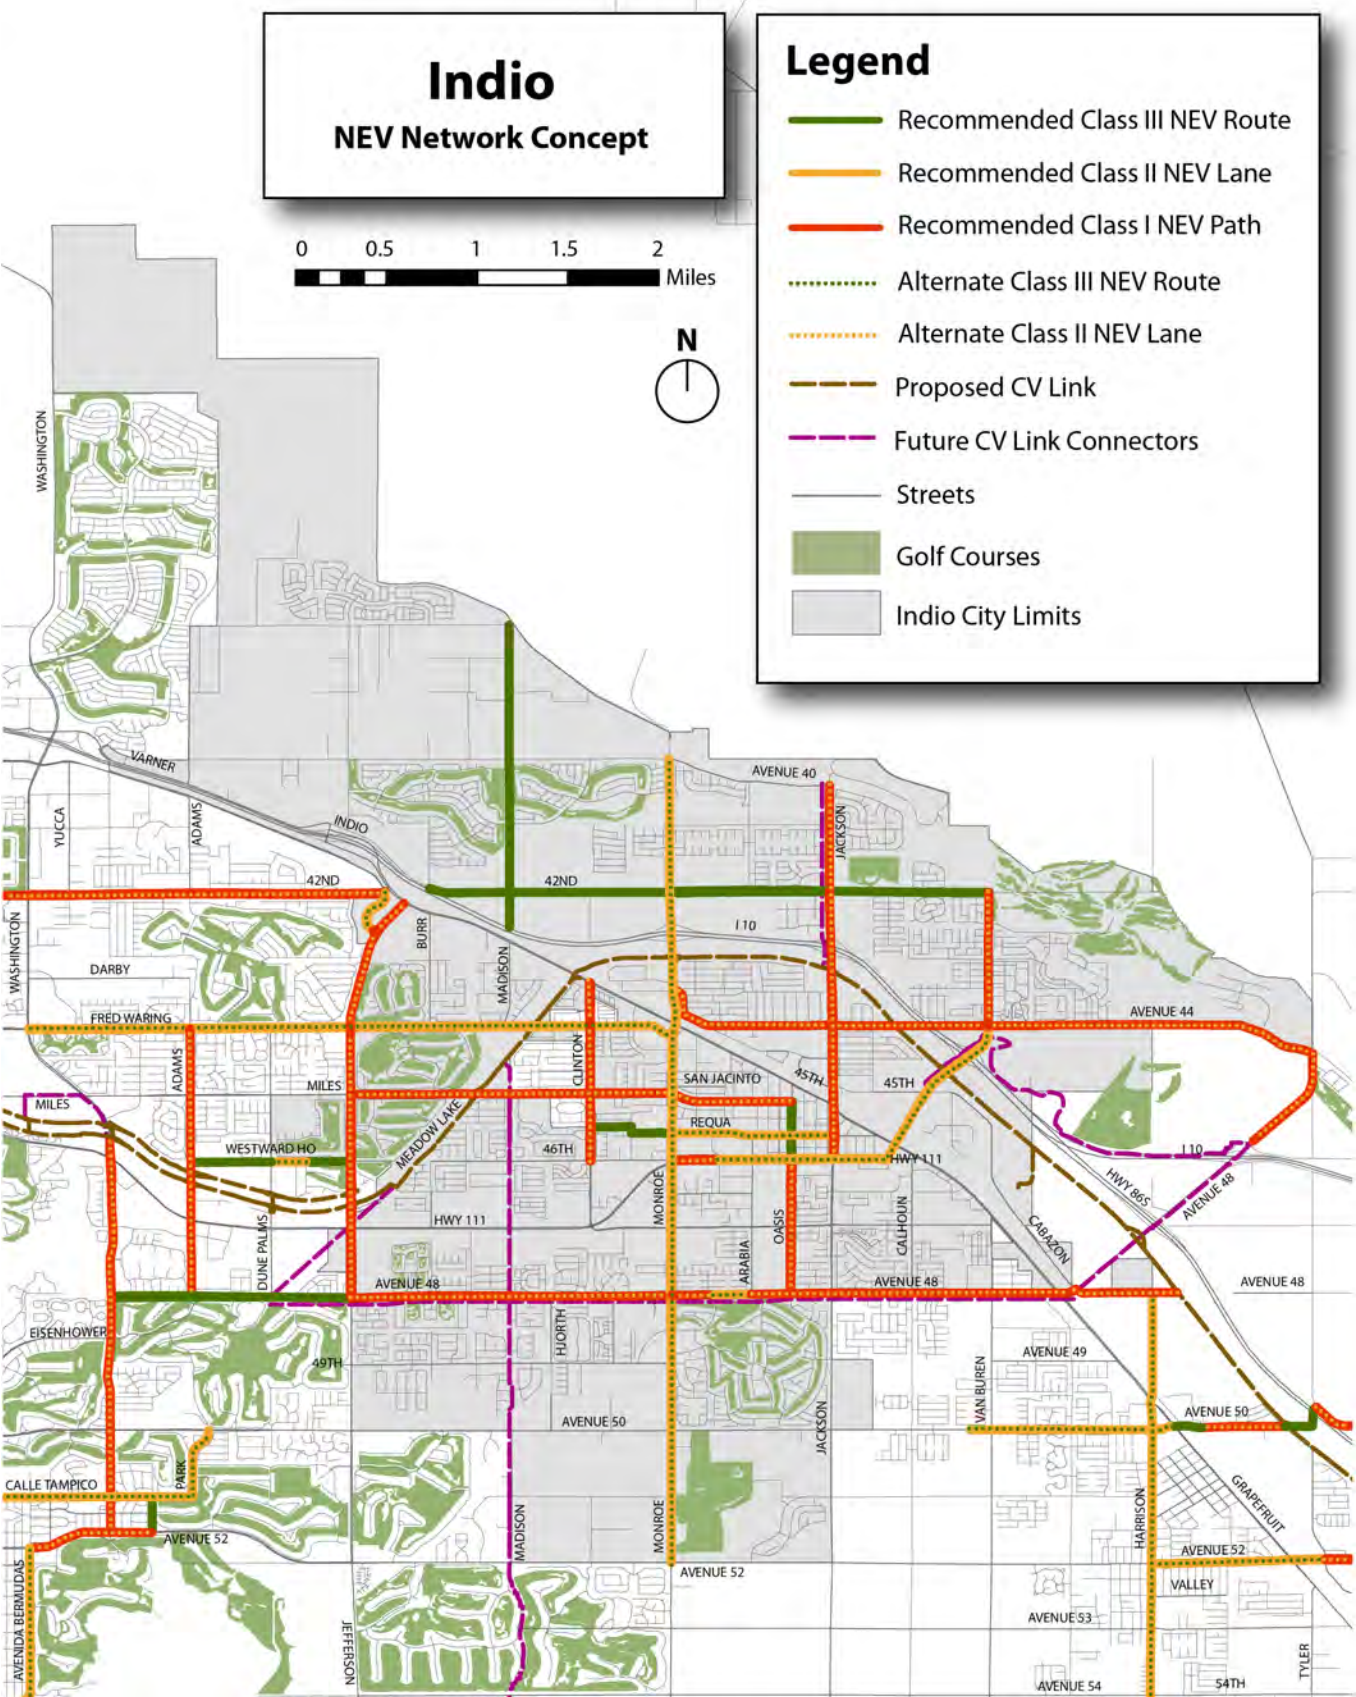 Indio
NEV Network Concept
Legend
Recommended Class III NEV Route
Recommended Class II NEV Lane
Recommended Class I NEV Path
Alternate Class III NEV Route
Alternate Class II NEV Lane
Proposed CV Link
Future CV Link Connectors
Streets
Golf Courses
Indio City Limits
0 0.5 1 1.5 2
Miles
N
WASHINGTON
VARNER
AVENUE 40
YUCCA
ADAMS
INDIO
JACKSON
42ND
42ND
WASHINGTON
BURR
I 10
MADISON
DARBY
FRED WARING
AVENUE 44
ADAMS
MILES
CLINTON
SAN JACINTO
45TH
45TH
MILES
MEADOW LAKE
REQUA
WESTWARD HO
46TH
HWY 111
I 10
HWY 86S
AVENUE 48
MONROE
DUNE PALMS
HWY 111
OASIS
CALHOUN
CABAZON
ARABIA
AVENUE 48
AVENUE 48
AVENUE 48
EISENHOWER
HJORTH
49TH
AVENUE 49
VAN BUREN
AVENUE 50
AVENUE 50
JACKSON
CALLE TAMPICO
PARK
GRAPEFRUIT
MADISON
MONROE
HARRISON
AVENUE 52
AVENUE 52
AVENUE 52
AVENIDA BERMUDAS
VALLEY
AVENUE 53
JEFFERSON
TYLER
AVENUE 54
54TH